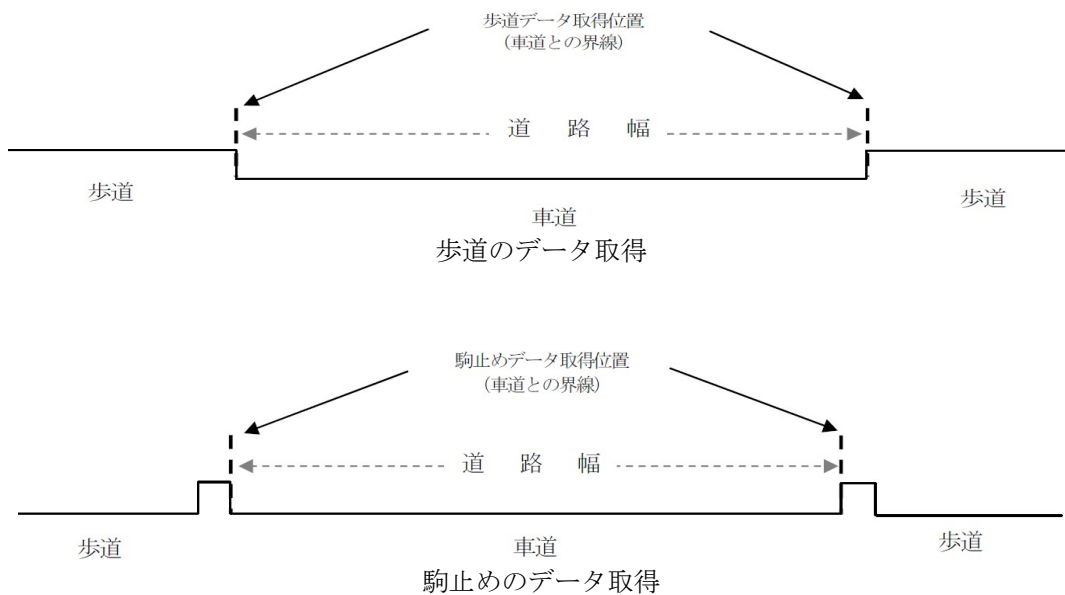 歩道データ取得位置
（車道との界線）
道 路 幅
歩道
歩道
車道
歩道のデータ取得
駒止めデータ取得位置
（車道との界線）
道 路 幅
歩道
車道
歩道
駒止めのデータ取得